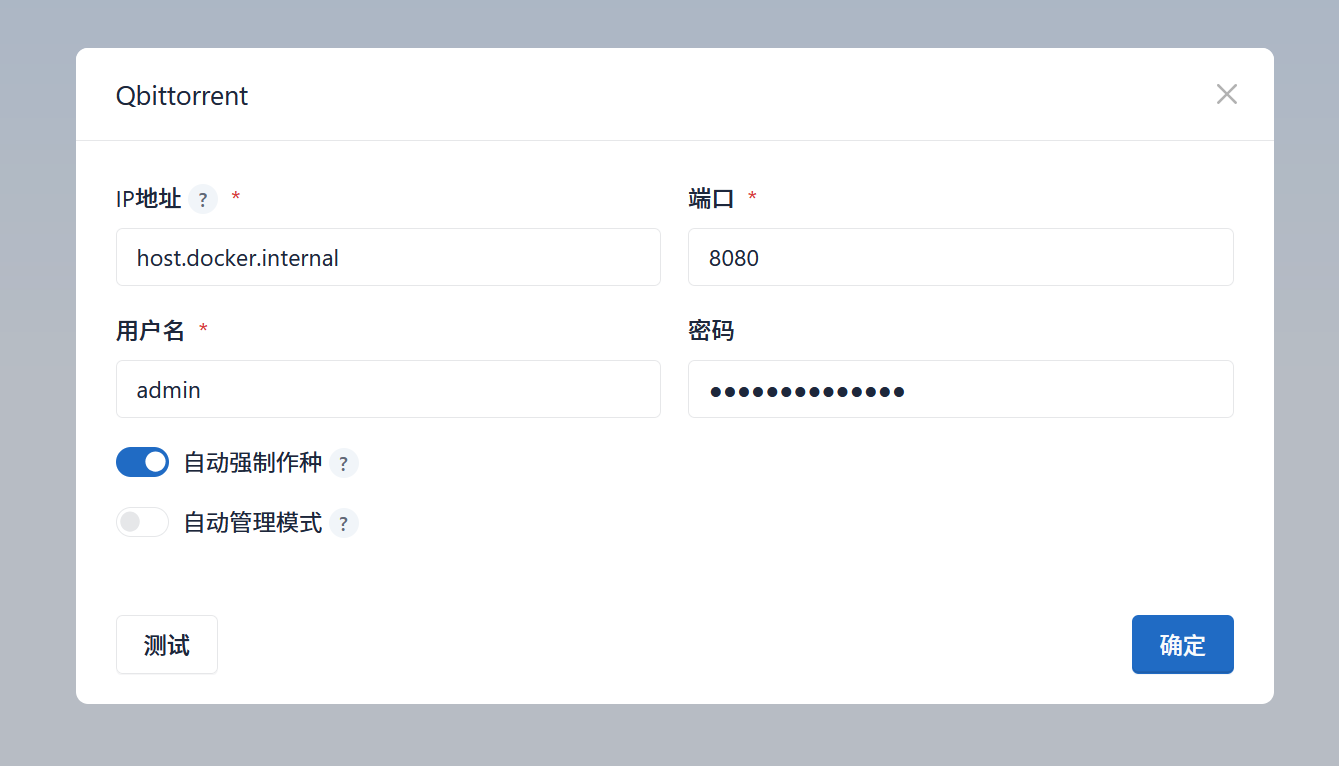 Qbittorrent
IP地址 ? *
端口 *
host.docker.internal
8080
用户名 *
密码
admin
●●●●●●●●●●●●●●
自动强制作种 ?
自动管理模式 ?
测试
确定